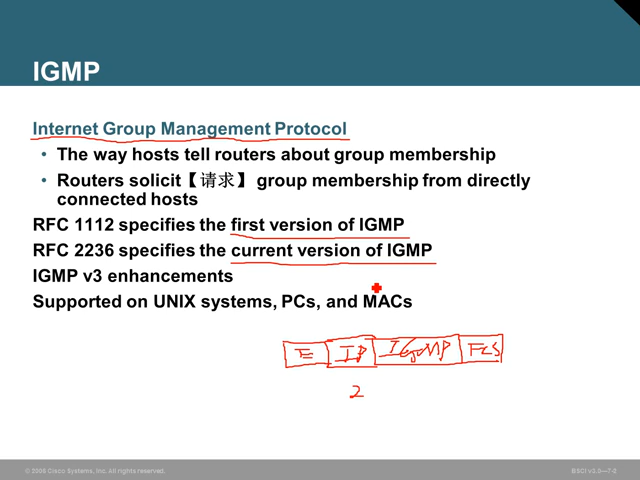 IGMP
Internet Group Management Protocol
• The way hosts tell routers about group membership
• Routers solicit【请求】 group membership from directly
connected hosts
RFC 1112 specifies the first version of IGMP
RFC 2236 specifies the current version of IGMP
IGMP v3 enhancements
Supported on UNIX systems, PCs, and MACs
E IP IGMP FCS
2
© 2006 Cisco Systems, Inc. All rights reserved. BSCI v3.0—7-2